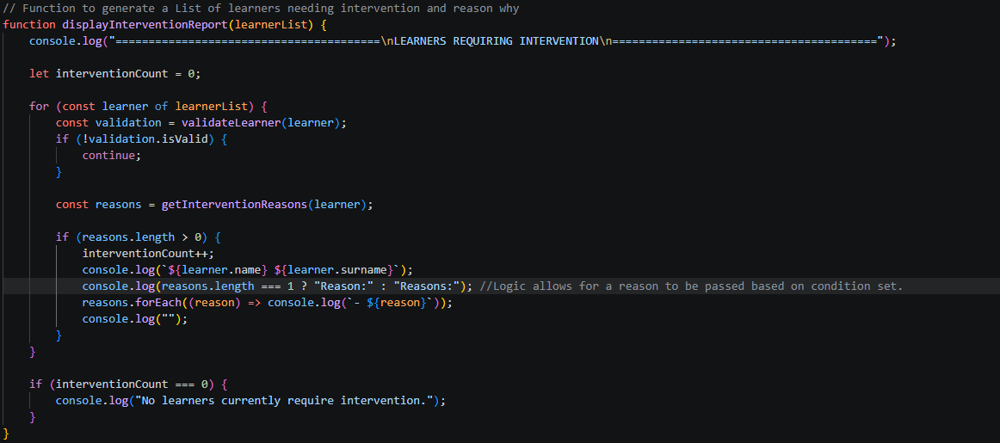 // Function to generate a List of learners needing intervention and reason why
function displayInterventionReport(learnerList) {
    console.log("========================================\nLEARNERS REQUIRING INTERVENTION\n========================================");
    let interventionCount = 0;
    for (const learner of learnerList) {
        const validation = validateLearner(learner);
        if (!validation.isValid) {
            continue;
        }
        const reasons = getInterventionReasons(learner);
        if (reasons.length > 0) {
            interventionCount++;
            console.log(`${learner.name} ${learner.surname}`);
            console.log(reasons.length === 1 ? "Reason:" : "Reasons:"); //Logic allows for a reason to be passed based on condition set.
            reasons.forEach((reason) => console.log(`- ${reason}`));
            console.log("");
        }
    }
    if (interventionCount === 0) {
        console.log("No learners currently require intervention.");
    }
}